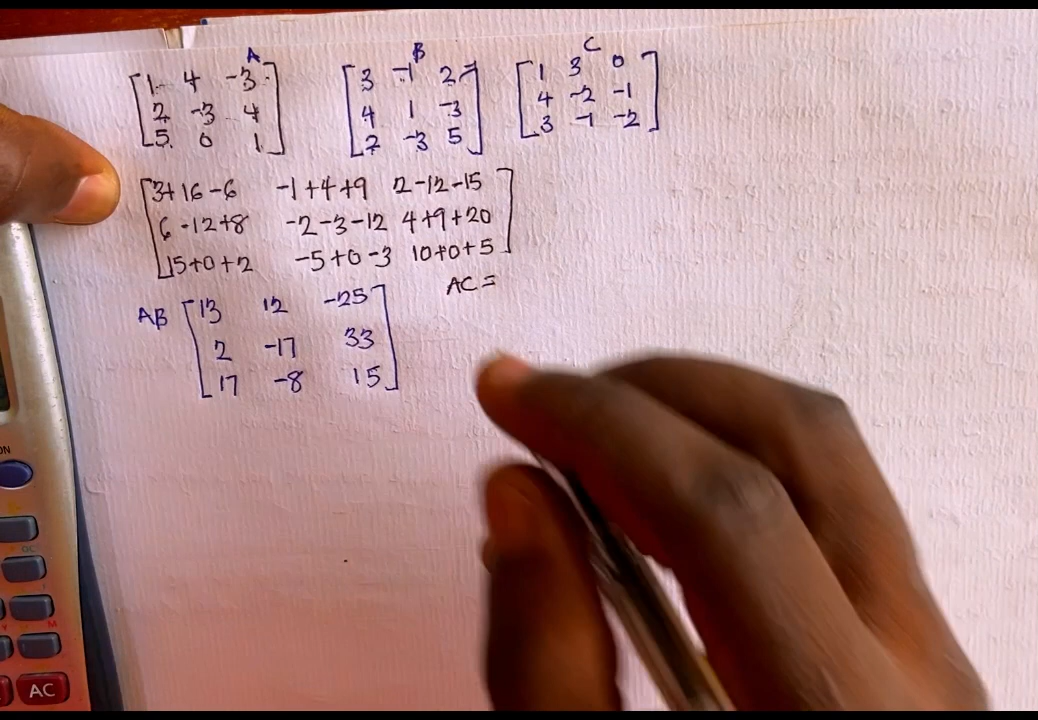 A B C
1 4 -3 3 -1 2 1 3 0
2 -3 4 4 1 -3 4 -2 -1
5 0 1 2 -3 5 3 -1 -2
3+16-6 -1+4+9 2-12-15
6-12+8 -2-3-12 4+9+20
15+0+2 -5+0-3 10+0+5
AC =
AB 13 12 -25
2 -17 33
17 -8 15
ON
AC